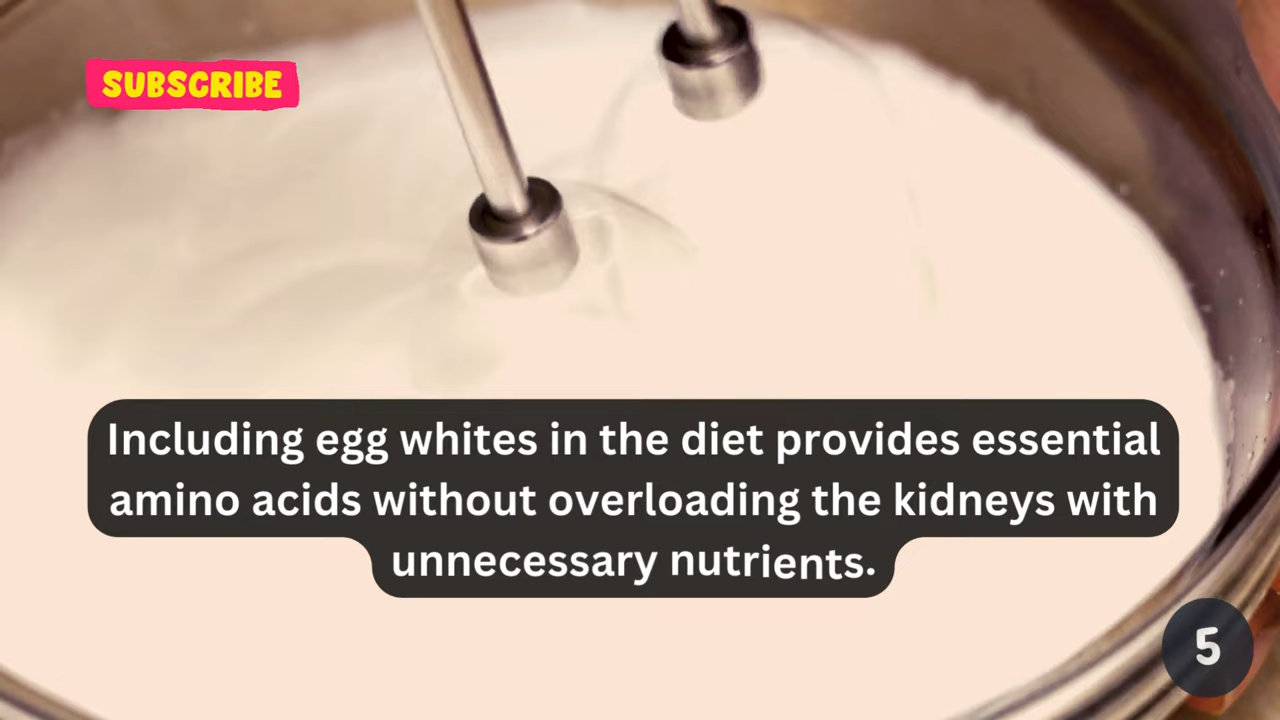 SUBSCRIBE
Including egg whites in the diet provides essential
amino acids without overloading the kidneys with
unnecessary nutrients.
5